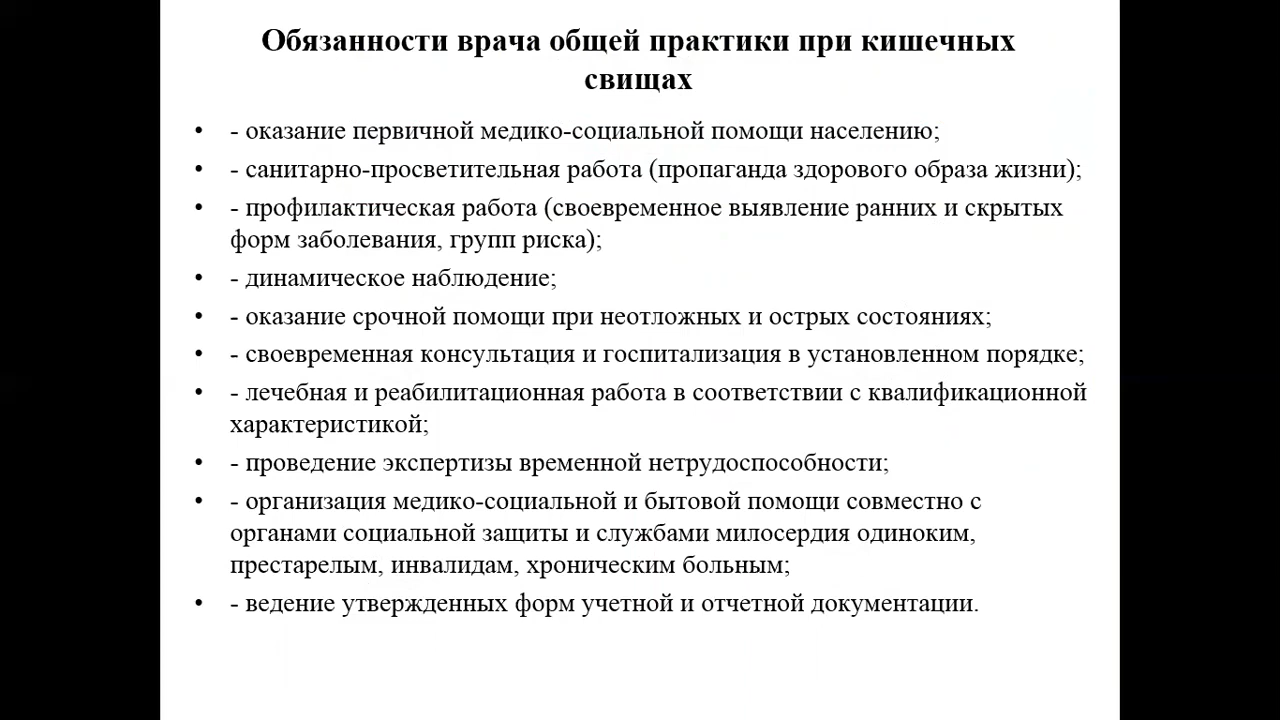 Обязанности врача общей практики при кишечных
свищах
• - оказание первичной медико-социальной помощи населению;
• - санитарно-просветительная работа (пропаганда здорового образа жизни);
• - профилактическая работа (своевременное выявление ранних и скрытых
форм заболевания, групп риска);
• - динамическое наблюдение;
• - оказание срочной помощи при неотложных и острых состояниях;
• - своевременная консультация и госпитализация в установленном порядке;
• - лечебная и реабилитационная работа в соответствии с квалификационной
характеристикой;
• - проведение экспертизы временной нетрудоспособности;
• - организация медико-социальной и бытовой помощи совместно с
органами социальной защиты и службами милосердия одиноким,
престарелым, инвалидам, хроническим больным;
• - ведение утвержденных форм учетной и отчетной документации.